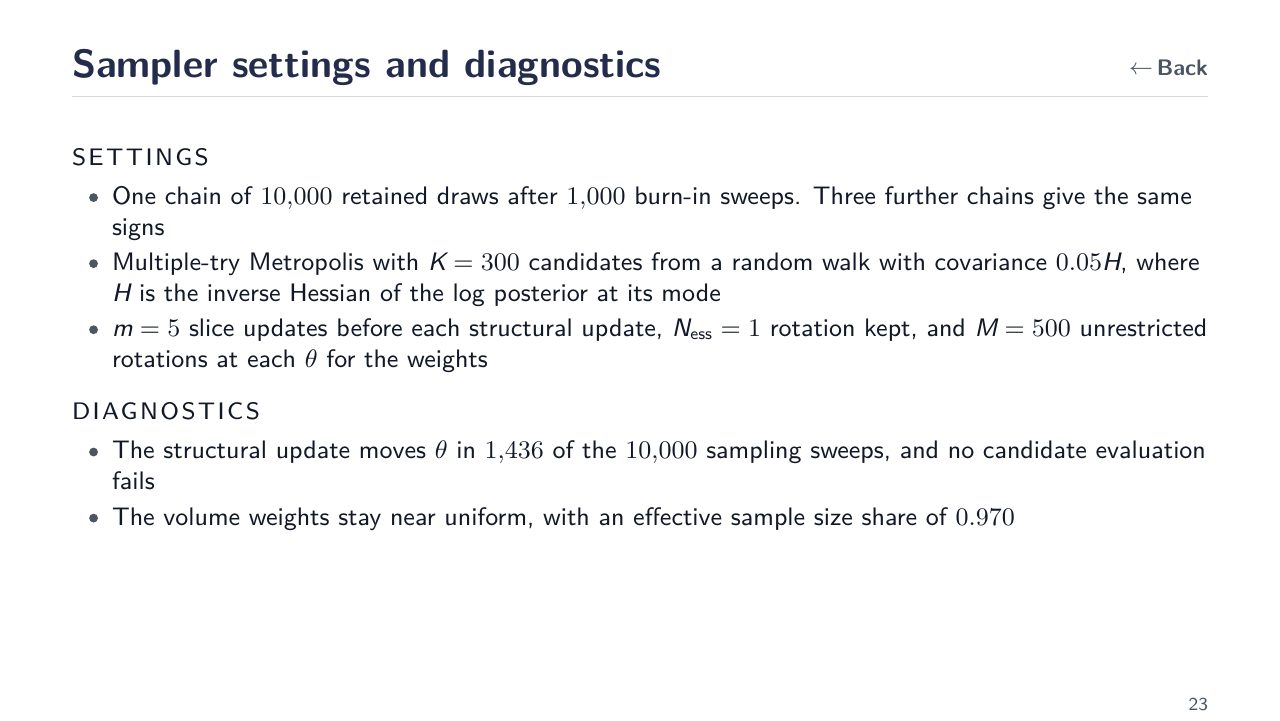 Sampler settings and diagnostics
← Back
SETTINGS
• One chain of 10,000 retained draws after 1,000 burn-in sweeps. Three further chains give the same
signs
• Multiple-try Metropolis with K = 300 candidates from a random walk with covariance 0.05H, where
H is the inverse Hessian of the log posterior at its mode
• m = 5 slice updates before each structural update, N_ess = 1 rotation kept, and M = 500 unrestricted
rotations at each θ for the weights
DIAGNOSTICS
• The structural update moves θ in 1,436 of the 10,000 sampling sweeps, and no candidate evaluation
fails
• The volume weights stay near uniform, with an effective sample size share of 0.970
23